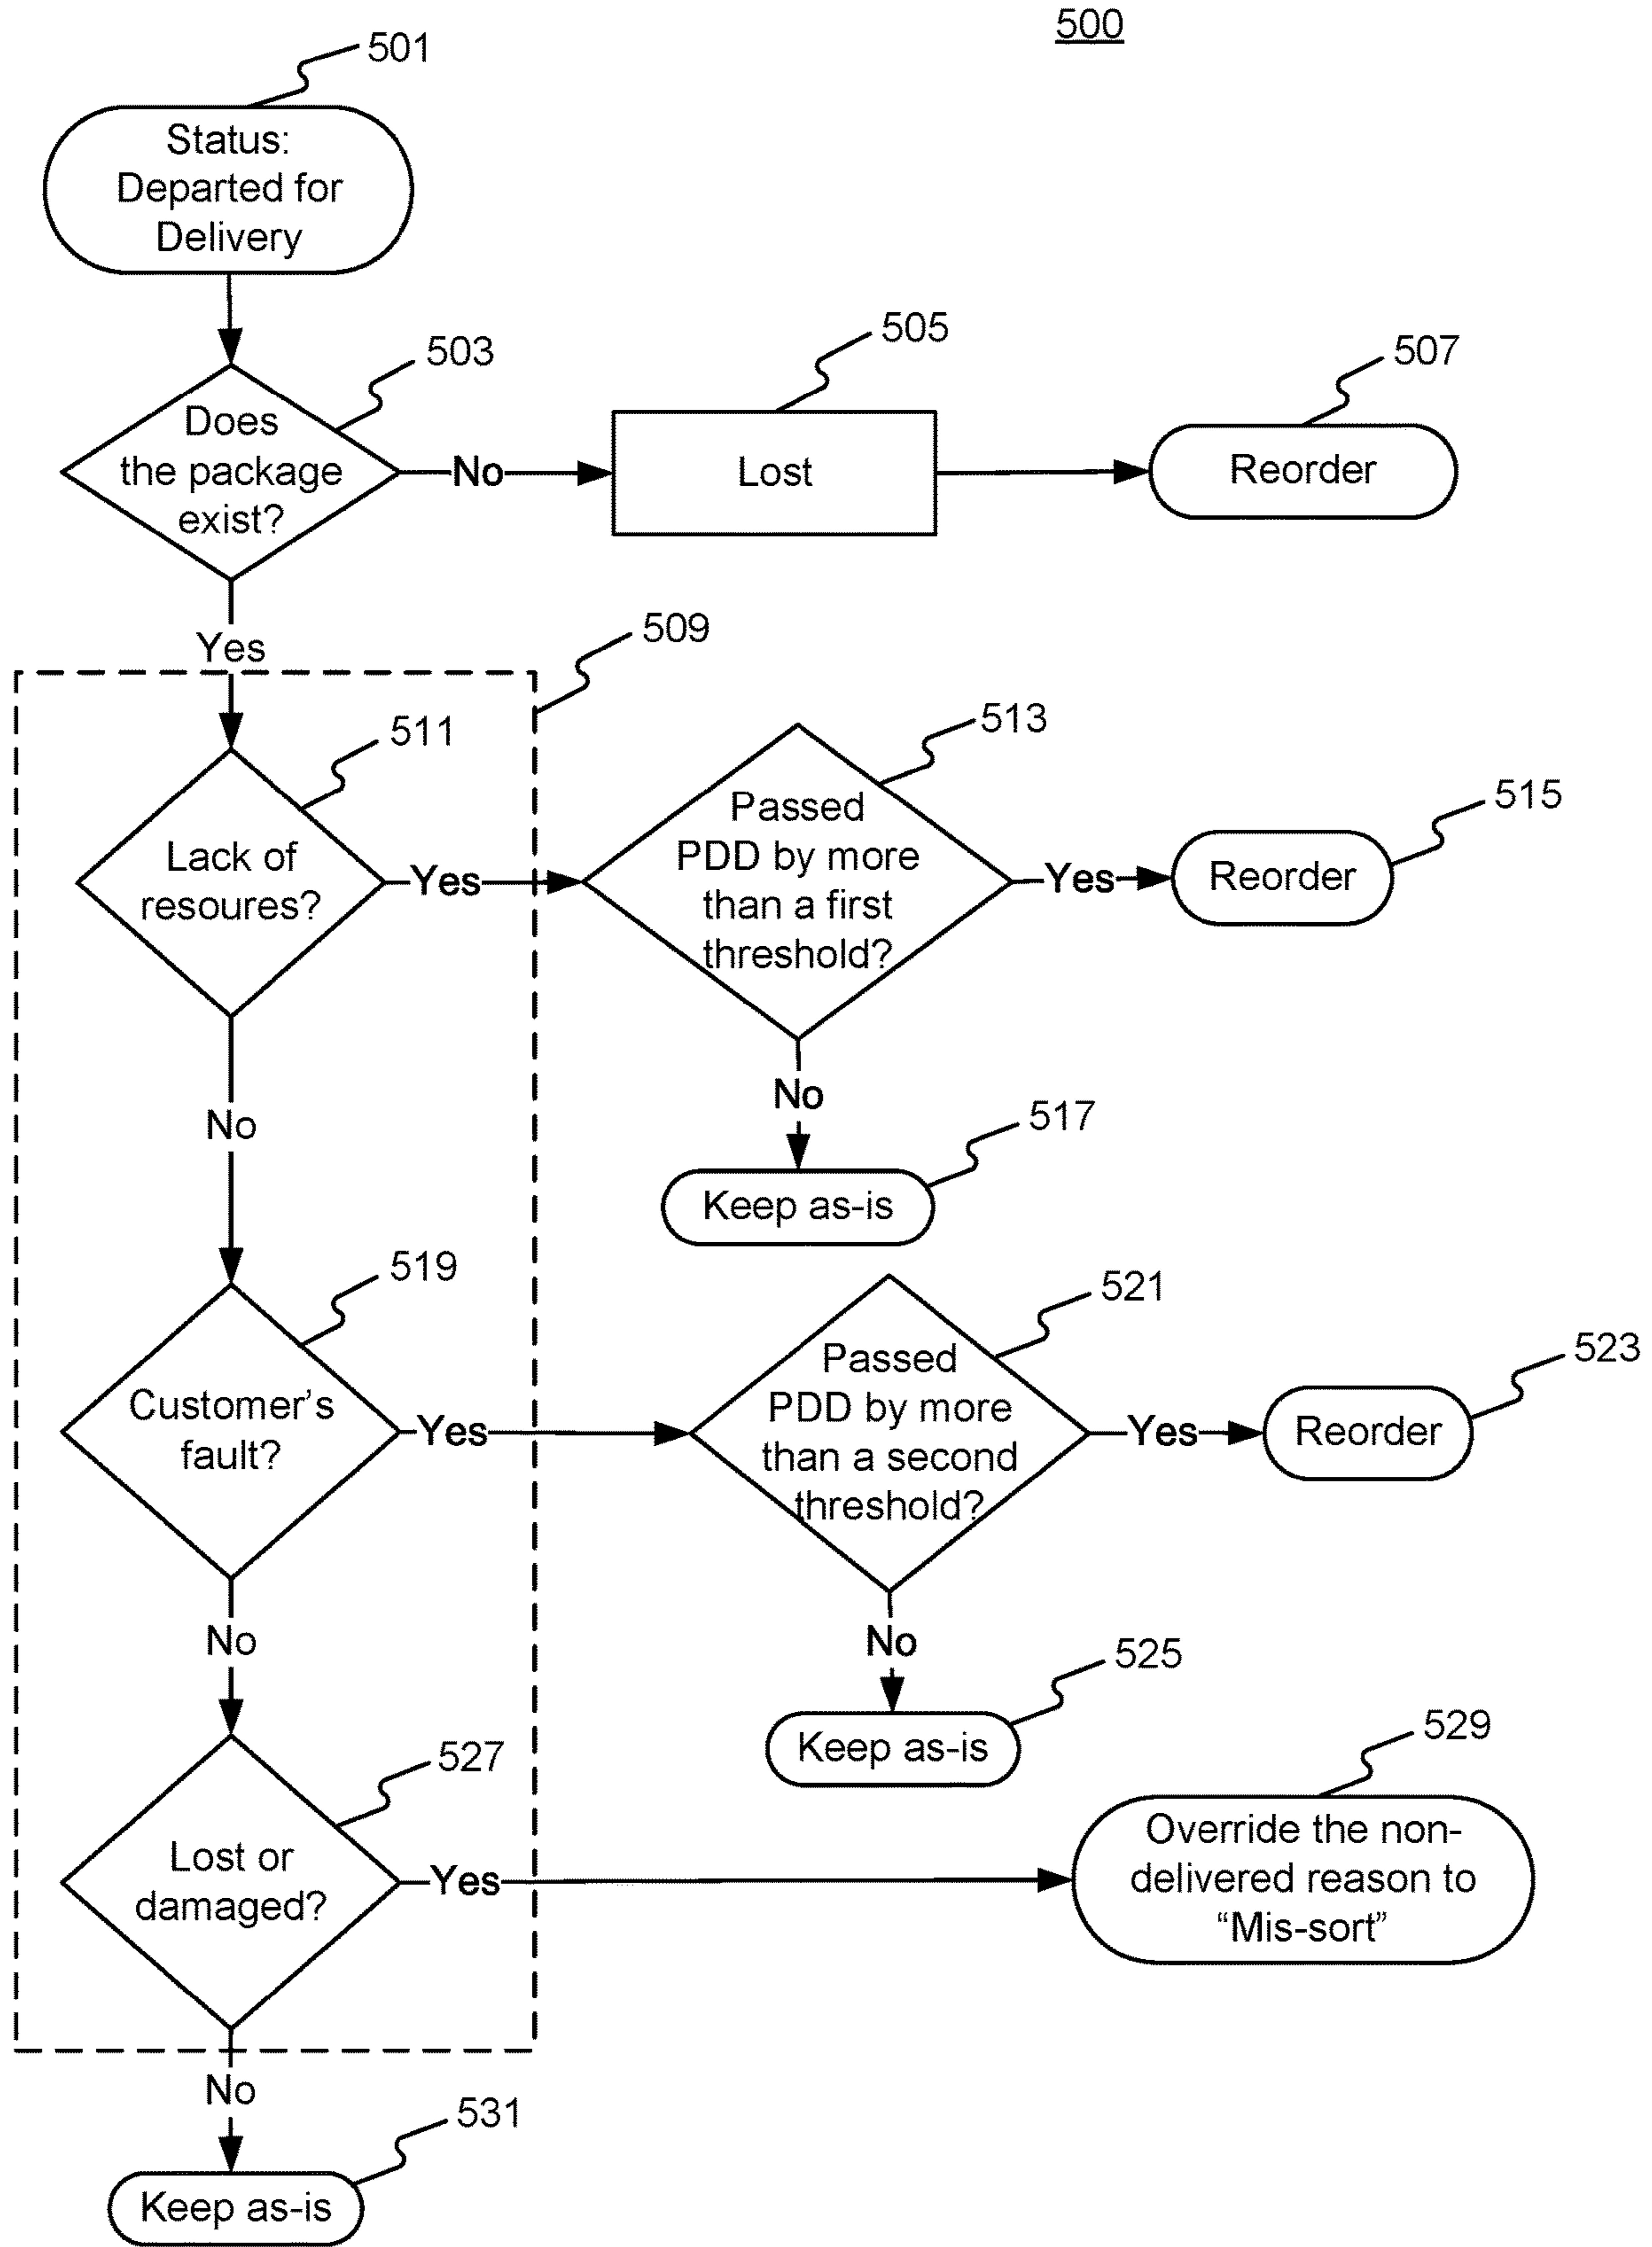 500
501
Status:
Departed for
Delivery
503
Does
the package
exist?
No
505
Lost
507
Reorder
Yes
509
511
Lack of
resoures?
Yes
513
Passed
PDD by more
than a first
threshold?
Yes
515
Reorder
No
517
Keep as-is
No
519
Customer's
fault?
Yes
521
Passed
PDD by more
than a second
threshold?
Yes
523
Reorder
No
525
Keep as-is
No
527
Lost or
damaged?
Yes
529
Override the non-
delivered reason to
“Mis-sort”
No
531
Keep as-is